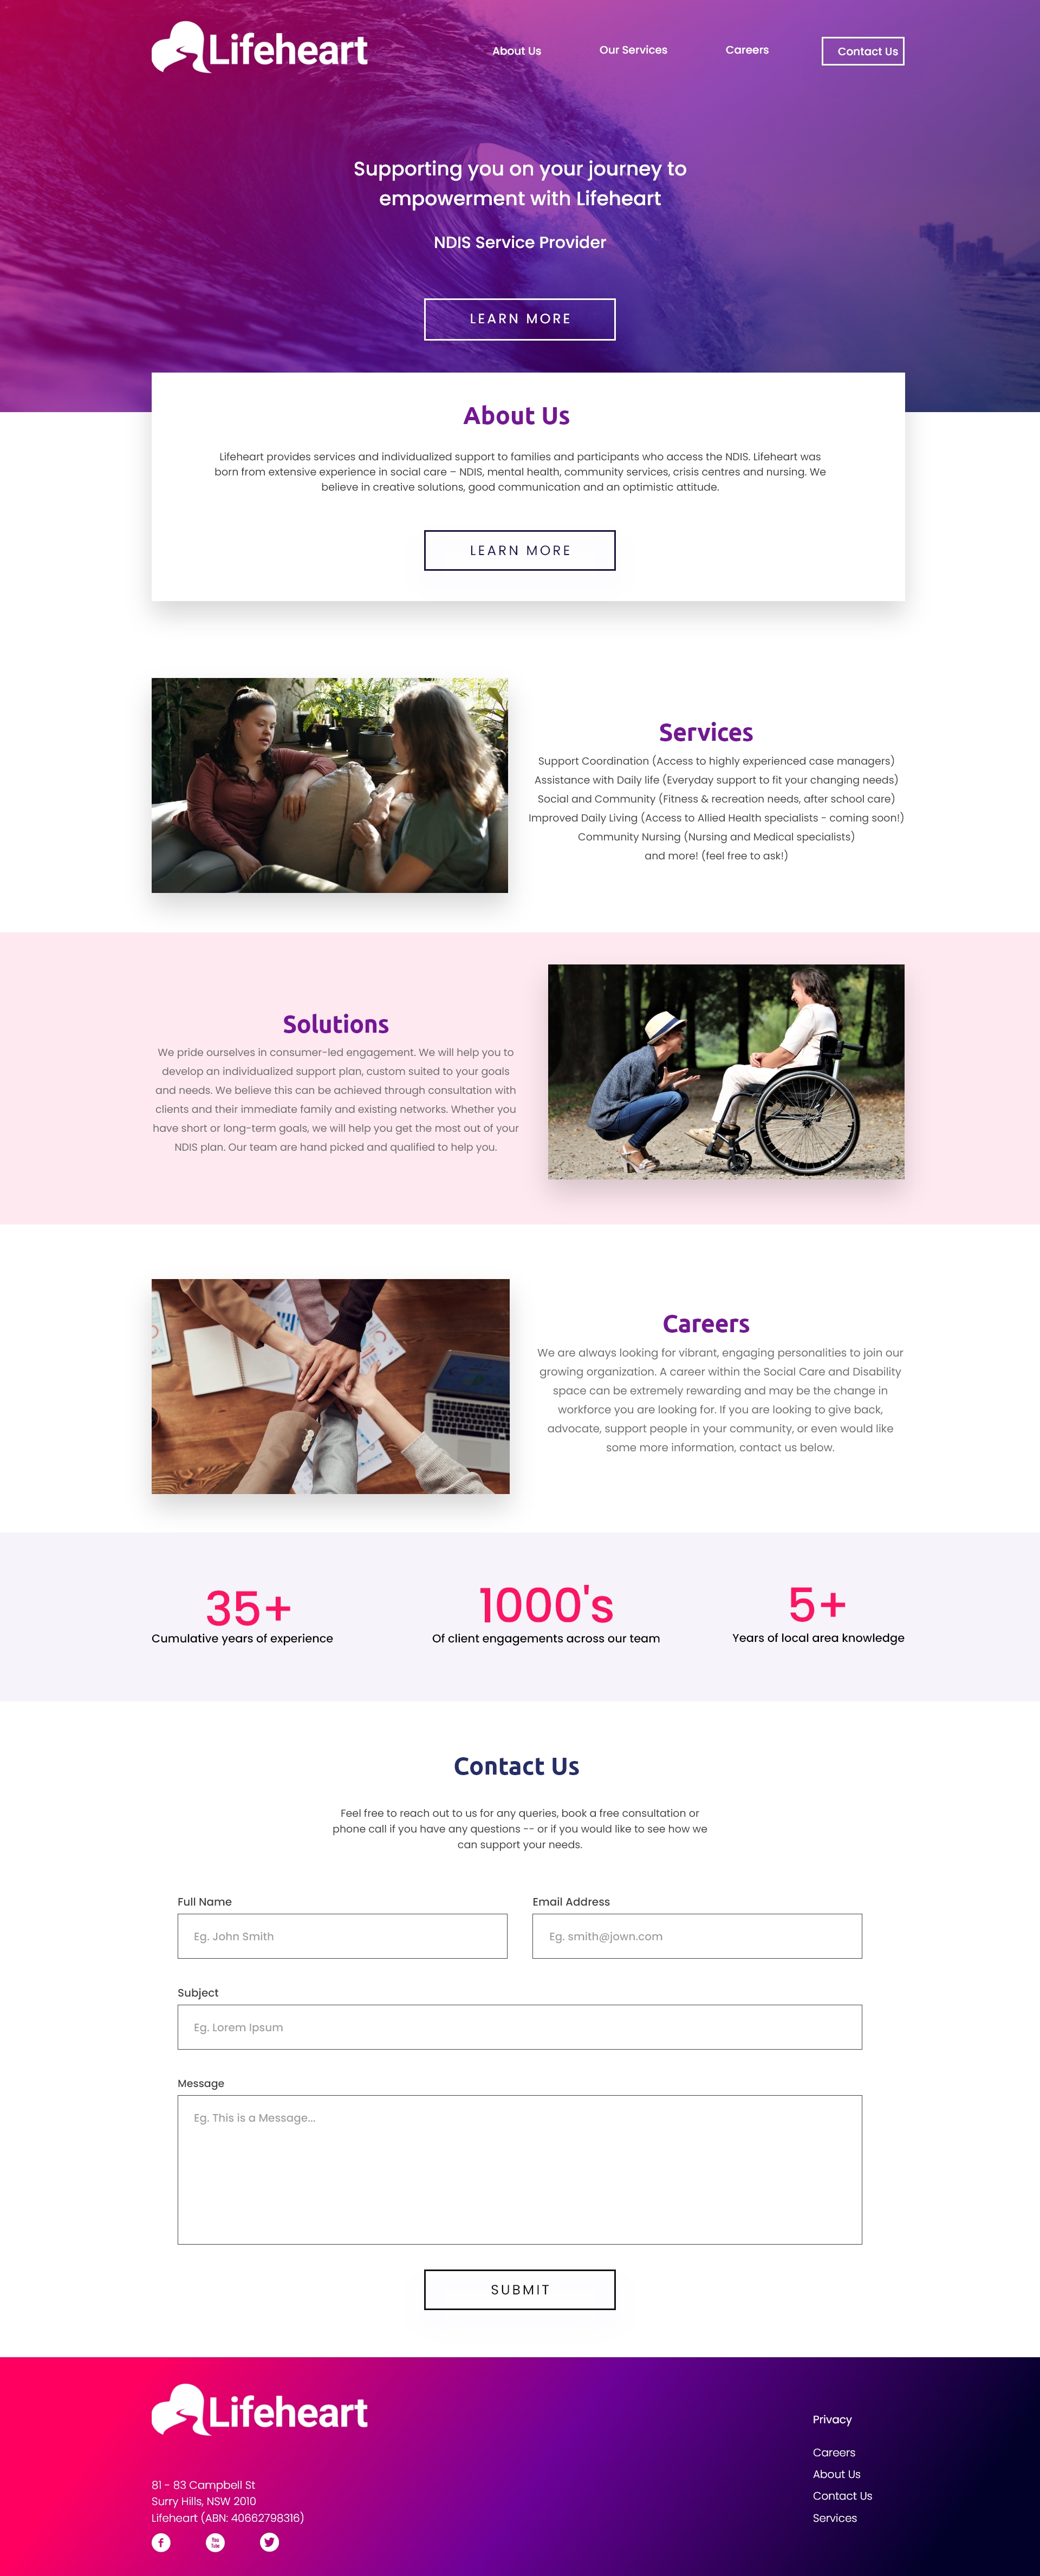 Lifeheart
About Us
Our Services
Careers
Contact Us
Supporting you on your journey to
empowerment with Lifeheart
NDIS Service Provider
LEARN MORE
About Us
Lifeheart provides services and individualized support to families and participants who access the NDIS. Lifeheart was
born from extensive experience in social care – NDIS, mental health, community services, crisis centres and nursing. We
believe in creative solutions, good communication and an optimistic attitude.
LEARN MORE
Services
Support Coordination (Access to highly experienced case managers)
Assistance with Daily life (Everyday support to fit your changing needs)
Social and Community (Fitness & recreation needs, after school care)
Improved Daily Living (Access to Allied Health specialists - coming soon!)
Community Nursing (Nursing and Medical specialists)
and more! (feel free to ask!)
Solutions
We pride ourselves in consumer-led engagement. We will help you to
develop an individualized support plan, custom suited to your goals
and needs. We believe this can be achieved through consultation with
clients and their immediate family and existing networks. Whether you
have short or long-term goals, we will help you get the most out of your
NDIS plan. Our team are hand picked and qualified to help you.
Careers
We are always looking for vibrant, engaging personalities to join our
growing organization. A career within the Social Care and Disability
space can be extremely rewarding and may be the change in
workforce you are looking for. If you are looking to give back,
advocate, support people in your community, or even would like
some more information, contact us below.
35+
Cumulative years of experience
1000's
Of client engagements across our team
5+
Years of local area knowledge
Contact Us
Feel free to reach out to us for any queries, book a free consultation or
phone call if you have any questions -- or if you would like to see how we
can support your needs.
Full Name
Eg. John Smith
Email Address
Eg. smith@jown.com
Subject
Eg. Lorem Ipsum
Message
Eg. This is a Message...
SUBMIT
Lifeheart
81 - 83 Campbell St
Surry Hills, NSW 2010
Lifeheart (ABN: 40662798316)
You
Tube
Privacy
Careers
About Us
Contact Us
Services